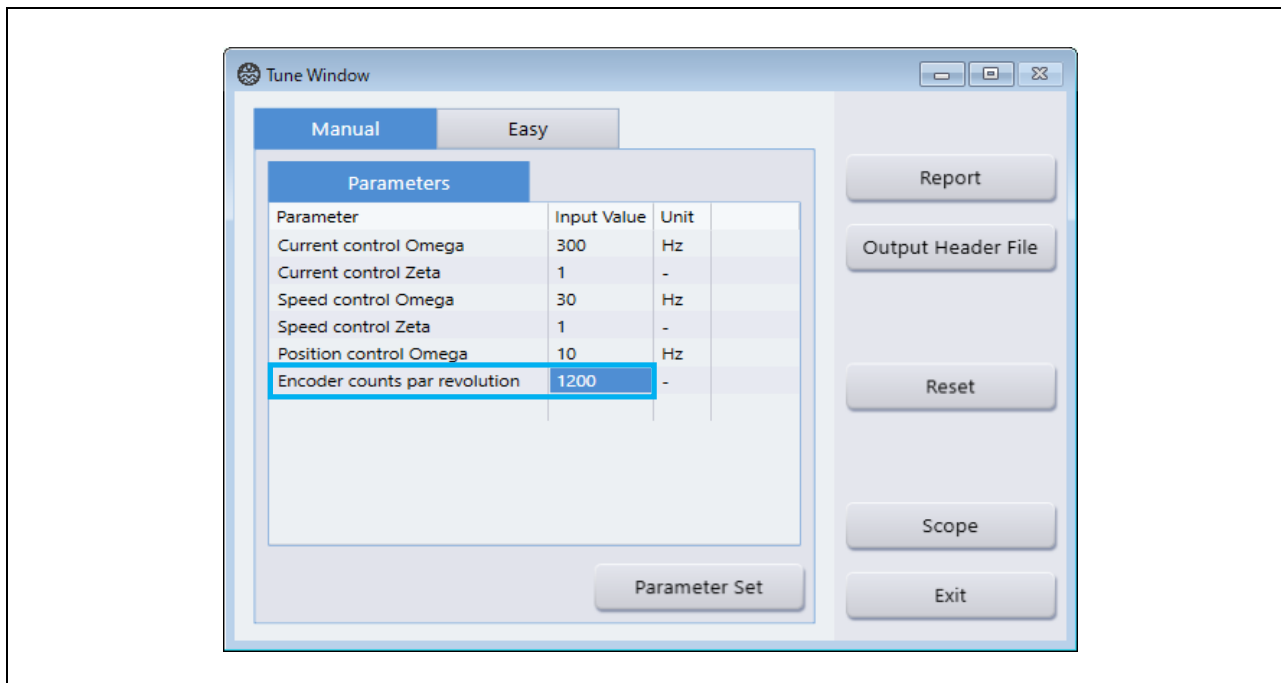 Tune Window
Manual Easy
Parameters
Parameter Input Value Unit
Current control Omega 300 Hz
Current control Zeta 1 -
Speed control Omega 30 Hz
Speed control Zeta 1 -
Position control Omega 10 Hz
Encoder counts par revolution 1200 -
Parameter Set
Report
Output Header File
Reset
Scope
Exit